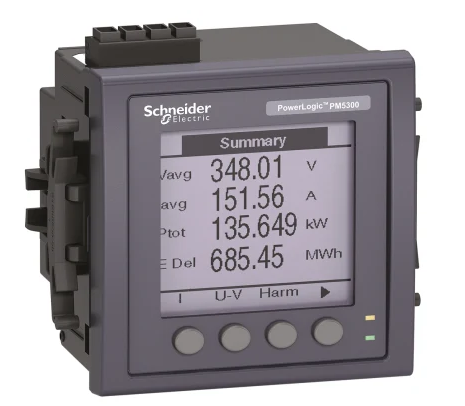 Schneider
Electric
PowerLogic™ PM5300
Summary
Vavg 348.01 V
Iavg 151.56 A
Ptot 135.649 kW
E Del 685.45 MWh
I U-V Harm ▶